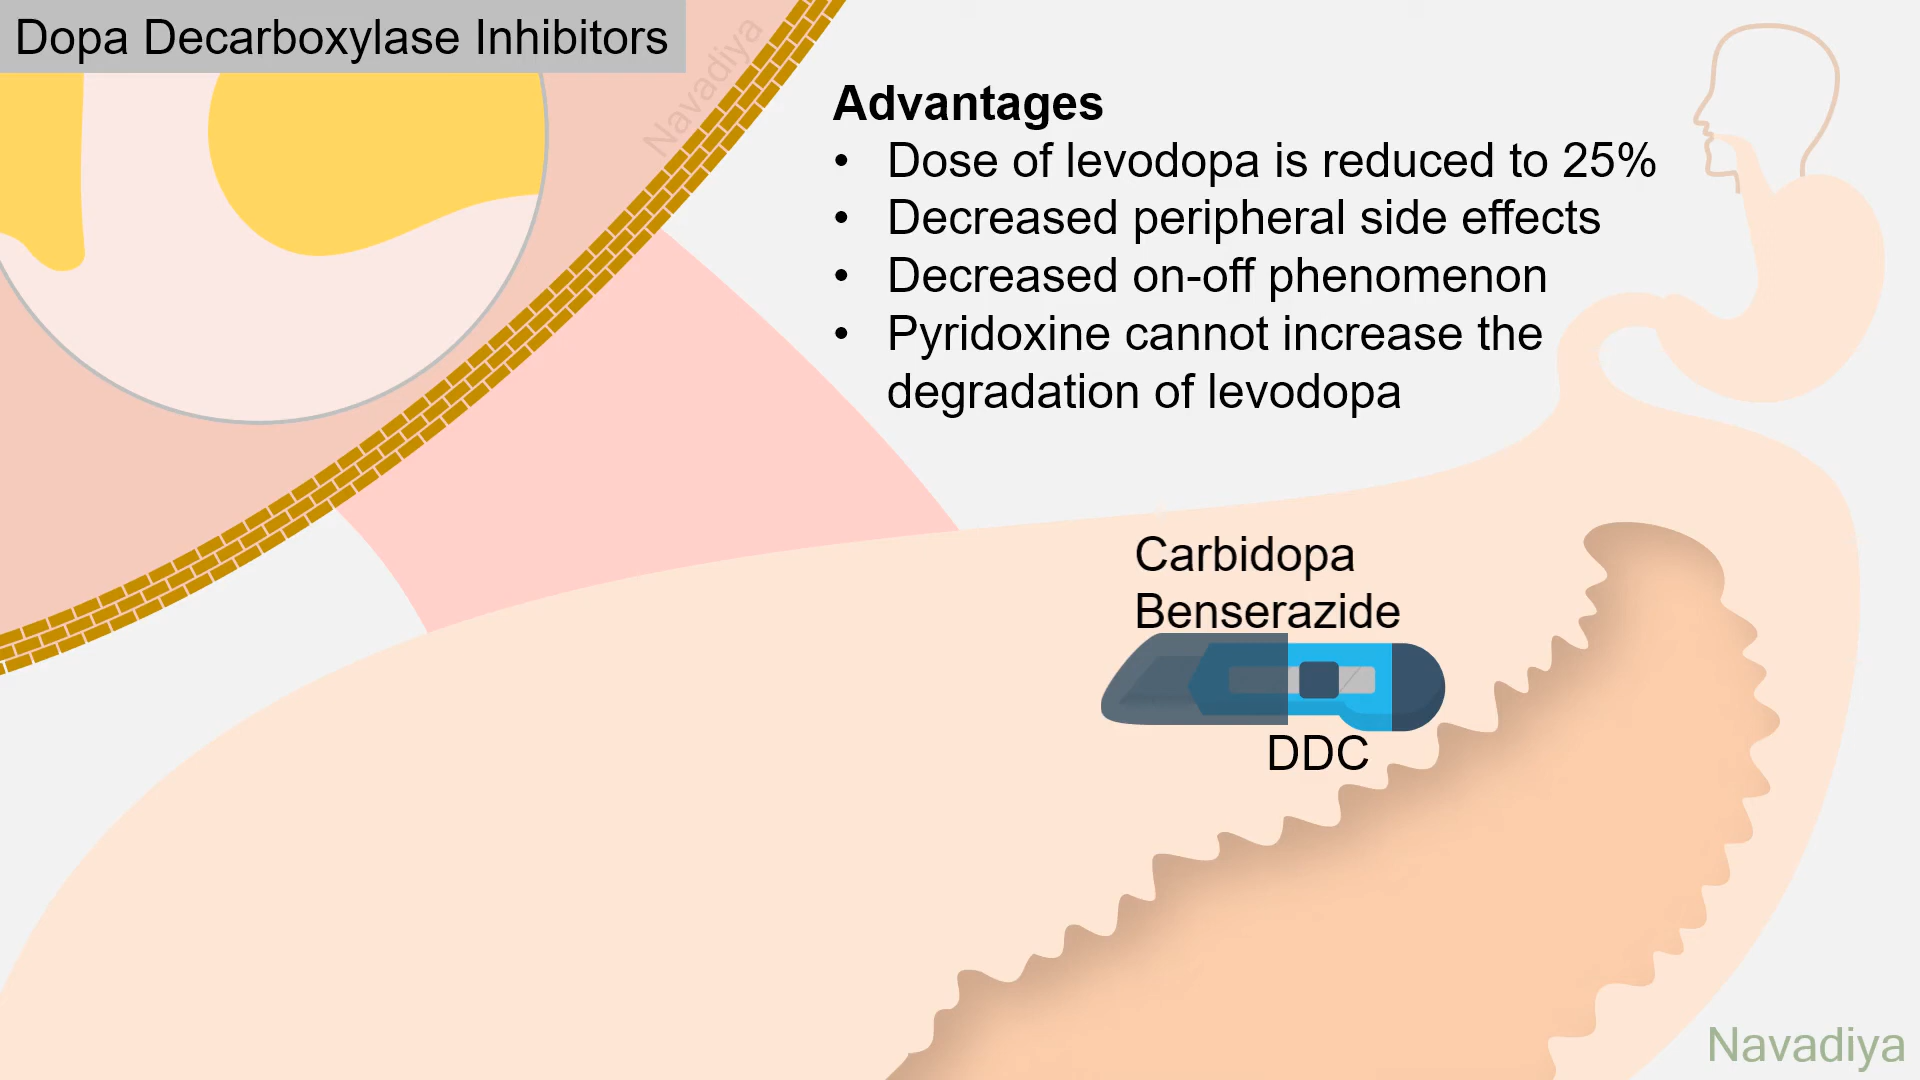 Dopa Decarboxylase Inhibitors
Navadiya
Advantages
• Dose of levodopa is reduced to 25%
• Decreased peripheral side effects
• Decreased on-off phenomenon
• Pyridoxine cannot increase the
degradation of levodopa
Carbidopa
Benserazide
DDC
Navadiya